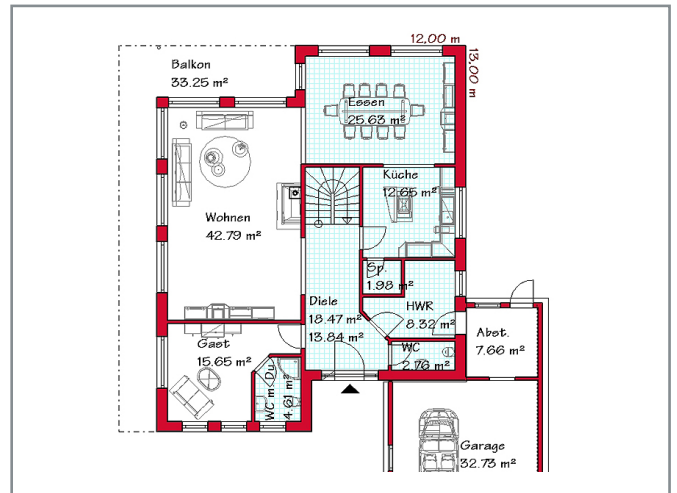 12,00 m
13,00 m
Balkon
33.25 m²
Essen
25.63 m²
Küche
12.65 m²
Wohnen
42.79 m²
Sp.
1.98 m²
Diele
18.47 m²
13.84 m²
HWR
8.32 m²
Abst.
7.66 m²
Gast
15.65 m²
WC
2.76 m²
WC m. Du
4.61 m²
Garage
32.73 m²